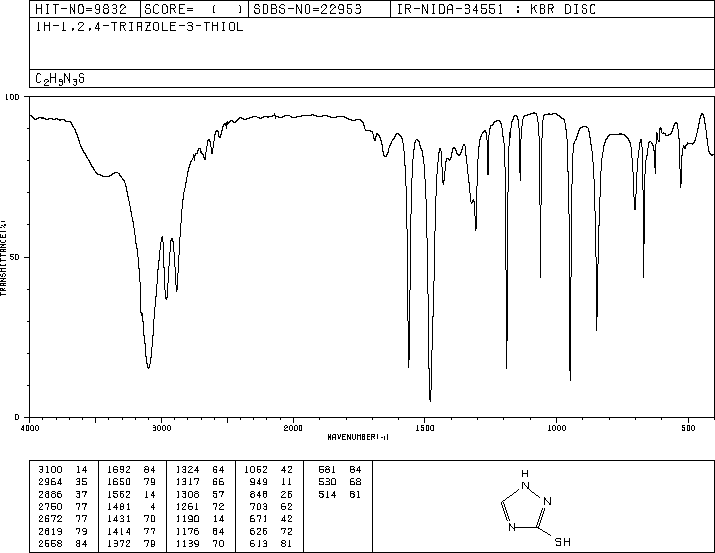 HIT-NO=9832 SCORE= ( ) SDBS-NO=22953 IR-NIDA-34551 : KBR DISC
1H-1,2,4-TRIAZOLE-3-THIOL
C2H3N3S
100
50
0
TRANSMITTANCE(%)
4000 3000 2000 1500 1000 500
WAVENUMBER(-1)
3100 14 1692 84 1324 64 1062 42 581 84
2964 35 1650 79 1317 66 949 11 530 68
2886 37 1562 14 1308 57 848 26 514 81
2760 77 1481 4 1261 72 703 62
2672 77 1431 70 1190 14 671 42
2619 79 1414 77 1176 84 626 72
2568 84 1372 79 1139 70 613 81
H
N
N
N
SH